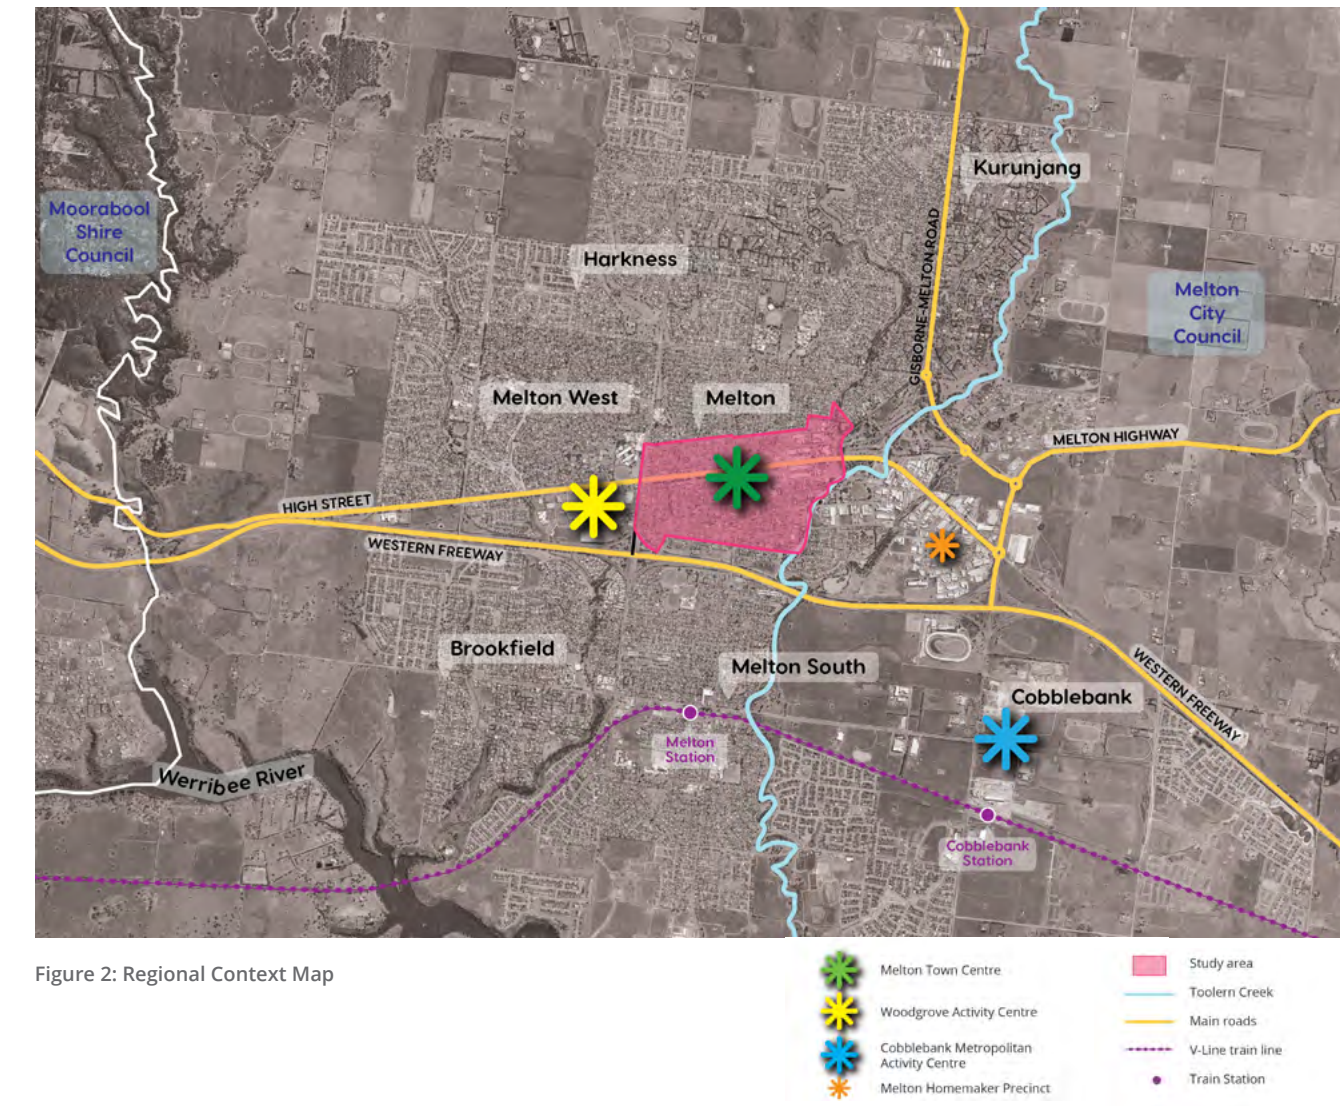 Kurunjang
Moorabool
Shire
Council
GISBORNE-MELTON ROAD
Harkness
Melton
City
Council
Melton West
Melton
MELTON HIGHWAY
HIGH STREET
WESTERN FREEWAY
Brookfield
Melton South
WESTERN FREEWAY
Cobblebank
Melton
Station
Werribee River
Cobblebank
Station
Figure 2: Regional Context Map
Melton Town Centre
Woodgrove Activity Centre
Cobblebank Metropolitan
Activity Centre
Melton Homemaker Precinct
Study area
Toolern Creek
Main roads
V-Line train line
Train Station